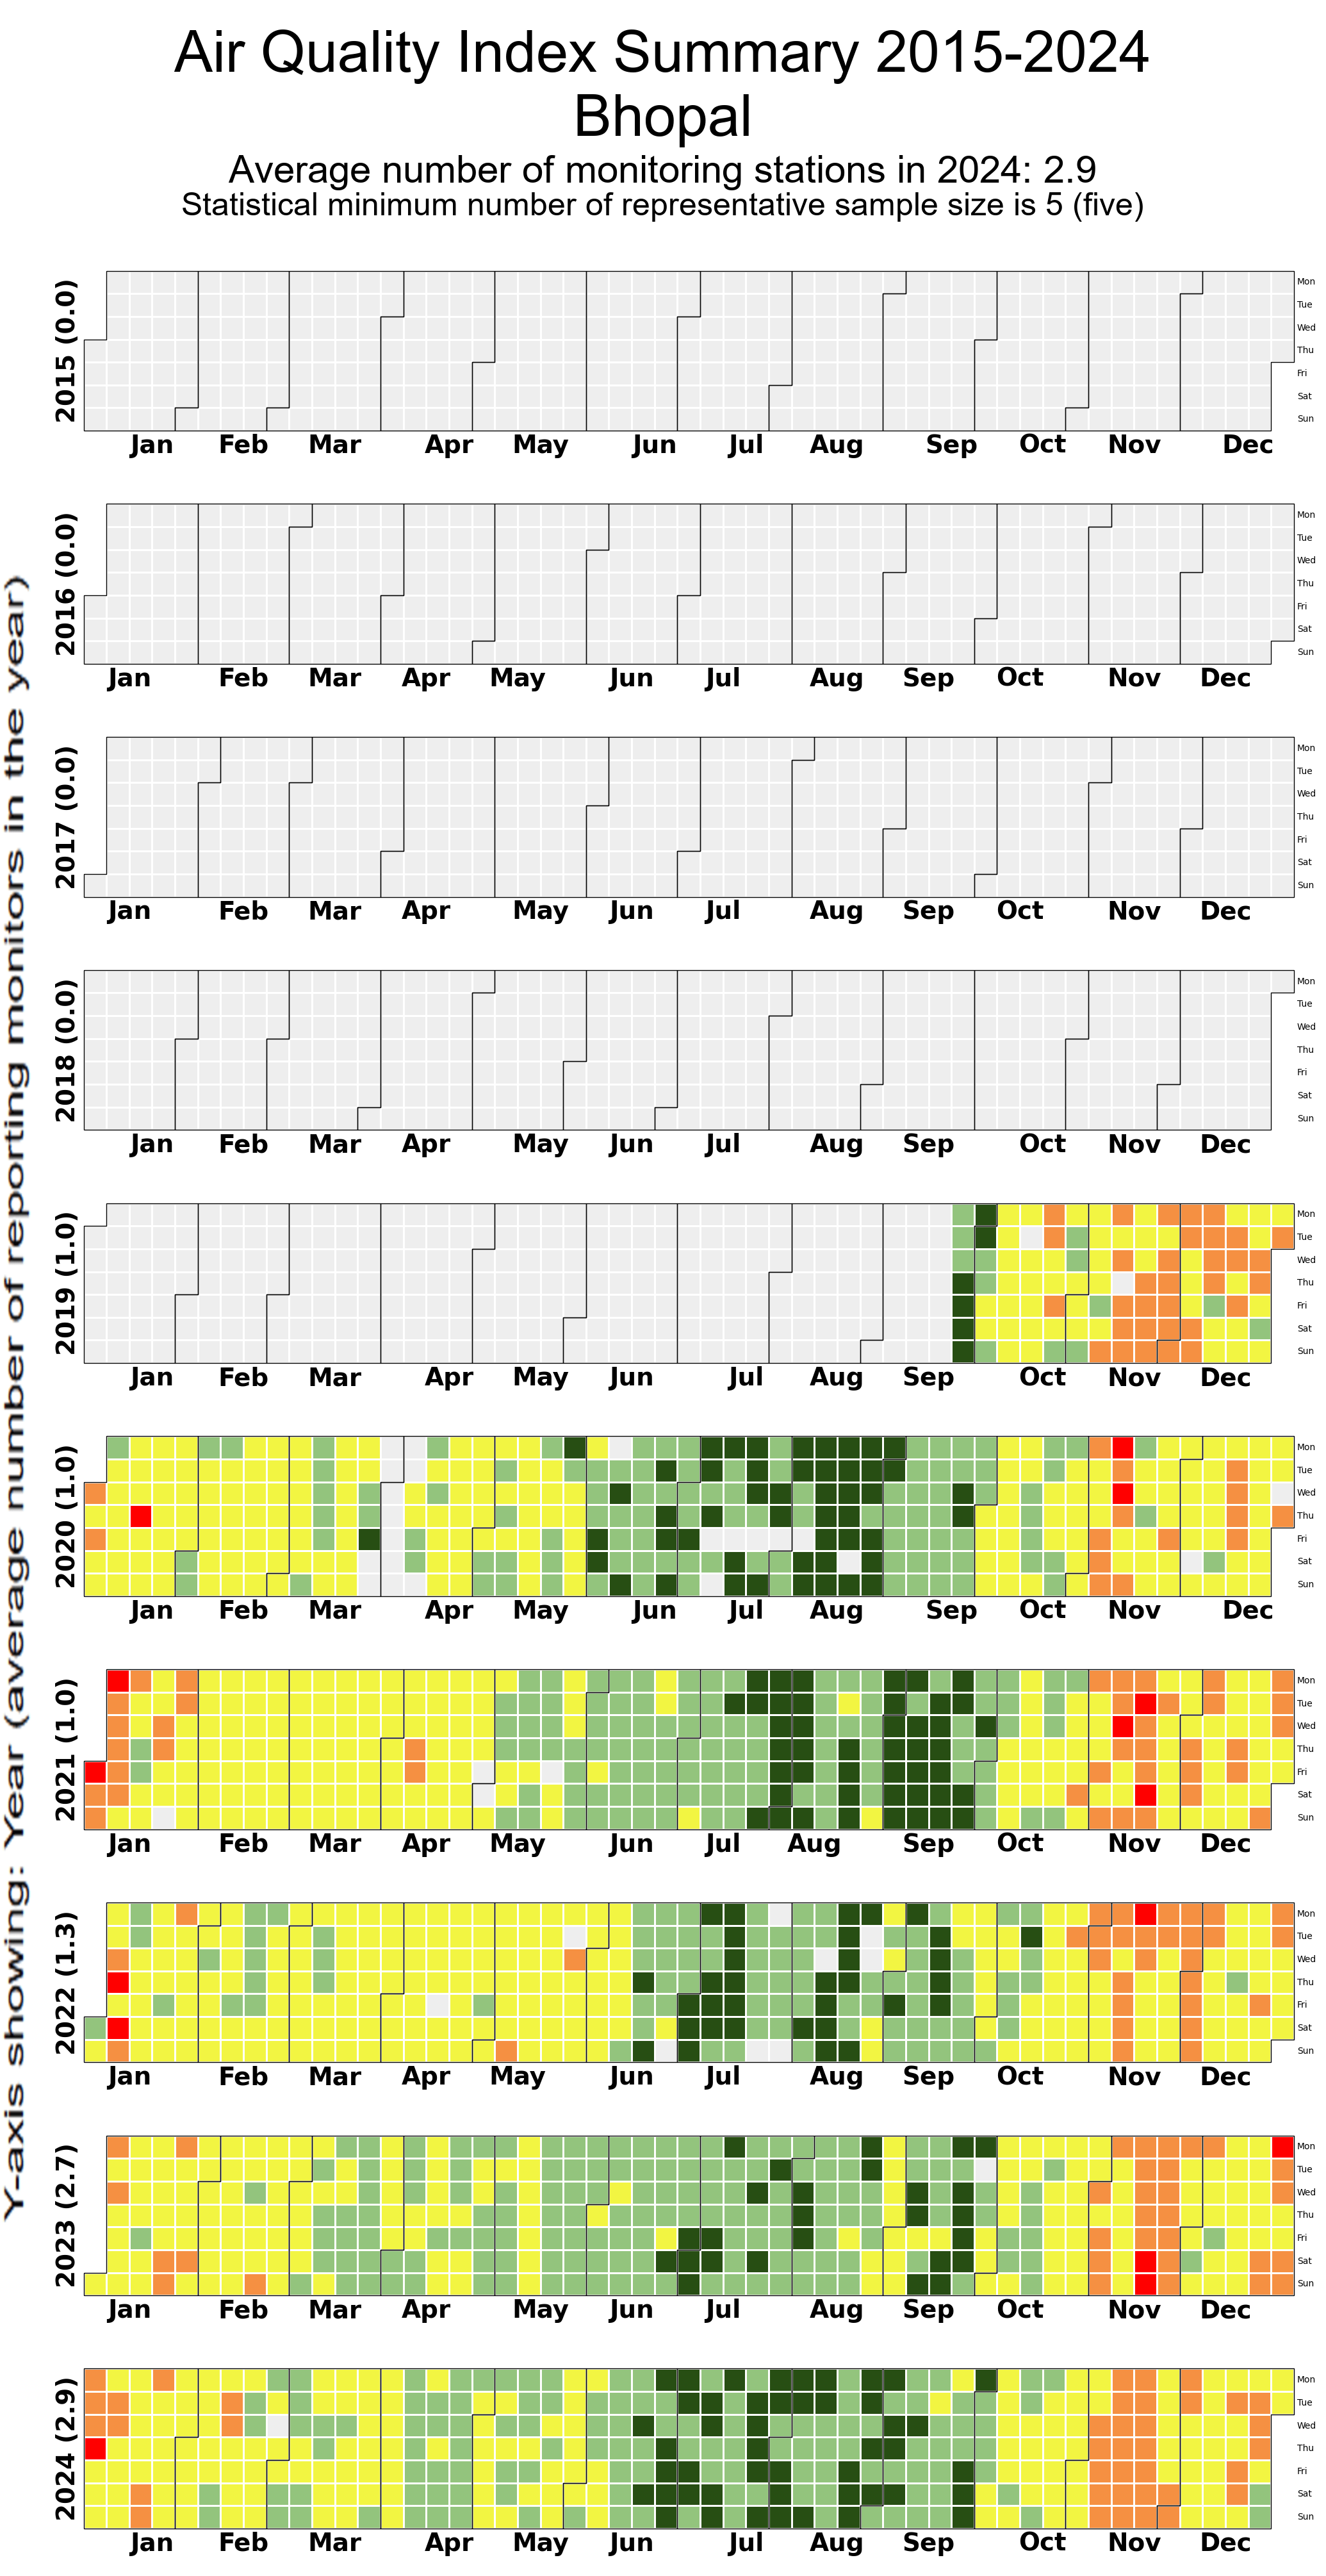 Air Quality Index Summary 2015-2024
Bhopal
Average number of monitoring stations in 2024: 2.9
Statistical minimum number of representative sample size is 5 (five)
Y-axis showing: Year (average number of reporting monitors in the year)
2015 (0.0)
Mon
Tue
Wed
Thu
Fri
Sat
Sun
Jan Feb Mar Apr May Jun Jul Aug Sep Oct Nov Dec
2016 (0.0)
Mon
Tue
Wed
Thu
Fri
Sat
Sun
Jan Feb Mar Apr May Jun Jul Aug Sep Oct Nov Dec
2017 (0.0)
Mon
Tue
Wed
Thu
Fri
Sat
Sun
Jan Feb Mar Apr May Jun Jul Aug Sep Oct Nov Dec
2018 (0.0)
Mon
Tue
Wed
Thu
Fri
Sat
Sun
Jan Feb Mar Apr May Jun Jul Aug Sep Oct Nov Dec
2019 (1.0)
Mon
Tue
Wed
Thu
Fri
Sat
Sun
Jan Feb Mar Apr May Jun Jul Aug Sep Oct Nov Dec
2020 (1.0)
Mon
Tue
Wed
Thu
Fri
Sat
Sun
Jan Feb Mar Apr May Jun Jul Aug Sep Oct Nov Dec
2021 (1.0)
Mon
Tue
Wed
Thu
Fri
Sat
Sun
Jan Feb Mar Apr May Jun Jul Aug Sep Oct Nov Dec
2022 (1.3)
Mon
Tue
Wed
Thu
Fri
Sat
Sun
Jan Feb Mar Apr May Jun Jul Aug Sep Oct Nov Dec
2023 (2.7)
Mon
Tue
Wed
Thu
Fri
Sat
Sun
Jan Feb Mar Apr May Jun Jul Aug Sep Oct Nov Dec
2024 (2.9)
Mon
Tue
Wed
Thu
Fri
Sat
Sun
Jan Feb Mar Apr May Jun Jul Aug Sep Oct Nov Dec